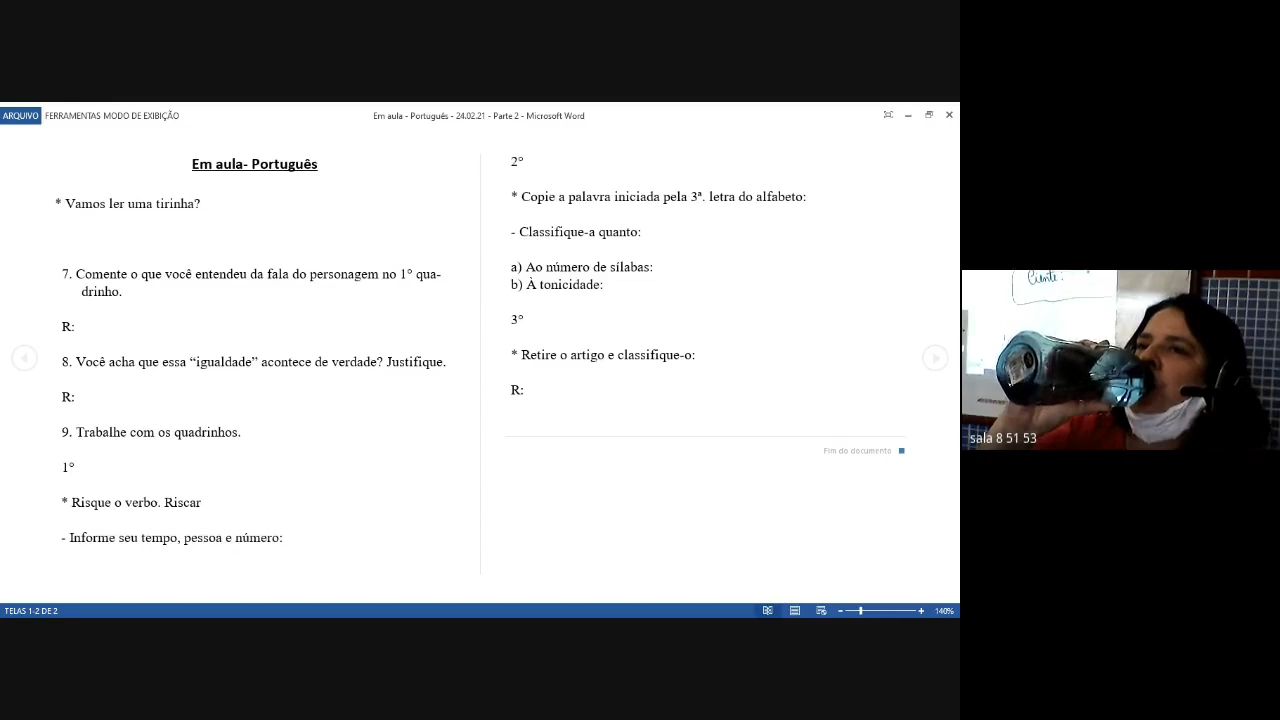 ARQUIVO FERRAMENTAS MODO DE EXIBIÇÃO
Em aula - Português - 24.02.21 - Parte 2 - Microsoft Word
Em aula- Português
* Vamos ler uma tirinha?
7. Comente o que você entendeu da fala do personagem no 1° qua-
drinho.
R:
8. Você acha que essa “igualdade” acontece de verdade? Justifique.
R:
9. Trabalhe com os quadrinhos.
1°
* Risque o verbo. Riscar
- Informe seu tempo, pessoa e número:
2°
* Copie a palavra iniciada pela 3ª. letra do alfabeto:
- Classifique-a quanto:
a) Ao número de sílabas:
b) À tonicidade:
3°
* Retire o artigo e classifique-o:
R:
Fim do documento
TELAS 1-2 DE 2
140%
Ciente:
sala 8 51 53